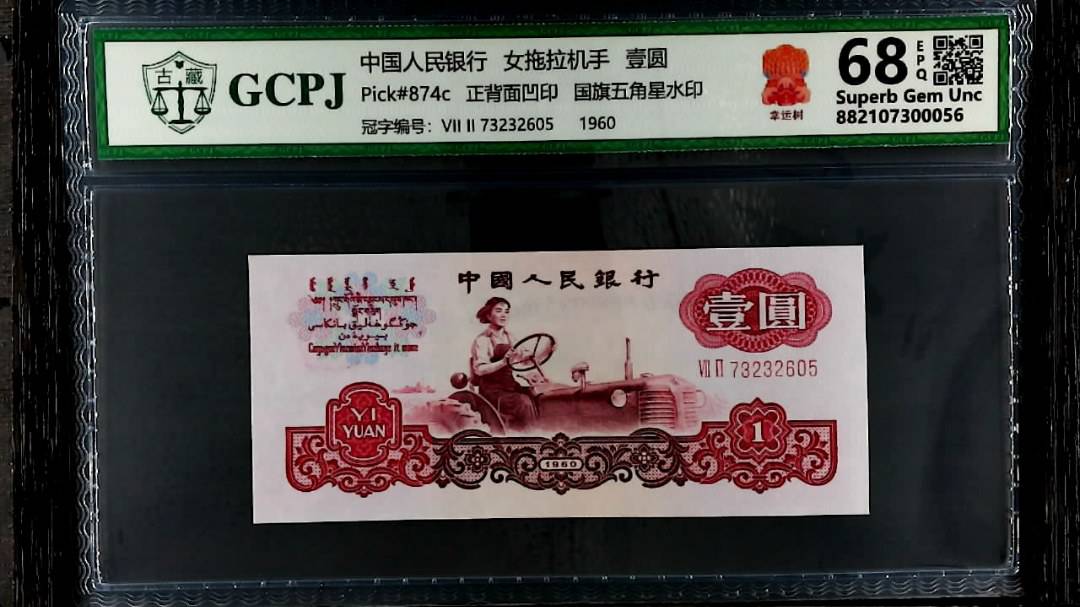 古藏
GCPJ
中国人民银行 女拖拉机手 壹圆
Pick#874c 正背面凹印 国旗五角星水印
冠字编号: VII II 73232605 1960
幸运树
68 EPQ
Superb Gem Unc
882107300056
中國人民銀行
壹圓
VII II 73232605
YI
YUAN
1960
1